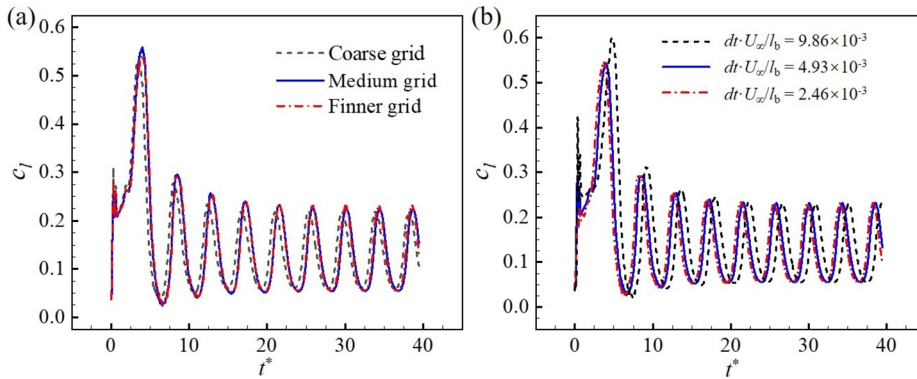 (a)
0.6
0.5
0.4
0.3
0.2
0.1
0.0
c_l
Coarse grid
Medium grid
Finner grid
0 10 20 30 40
t*
(b)
0.6
0.5
0.4
0.3
0.2
0.1
0.0
c_l
dt·U∞/l_b = 9.86×10⁻³
dt·U∞/l_b = 4.93×10⁻³
dt·U∞/l_b = 2.46×10⁻³
0 10 20 30 40
t*